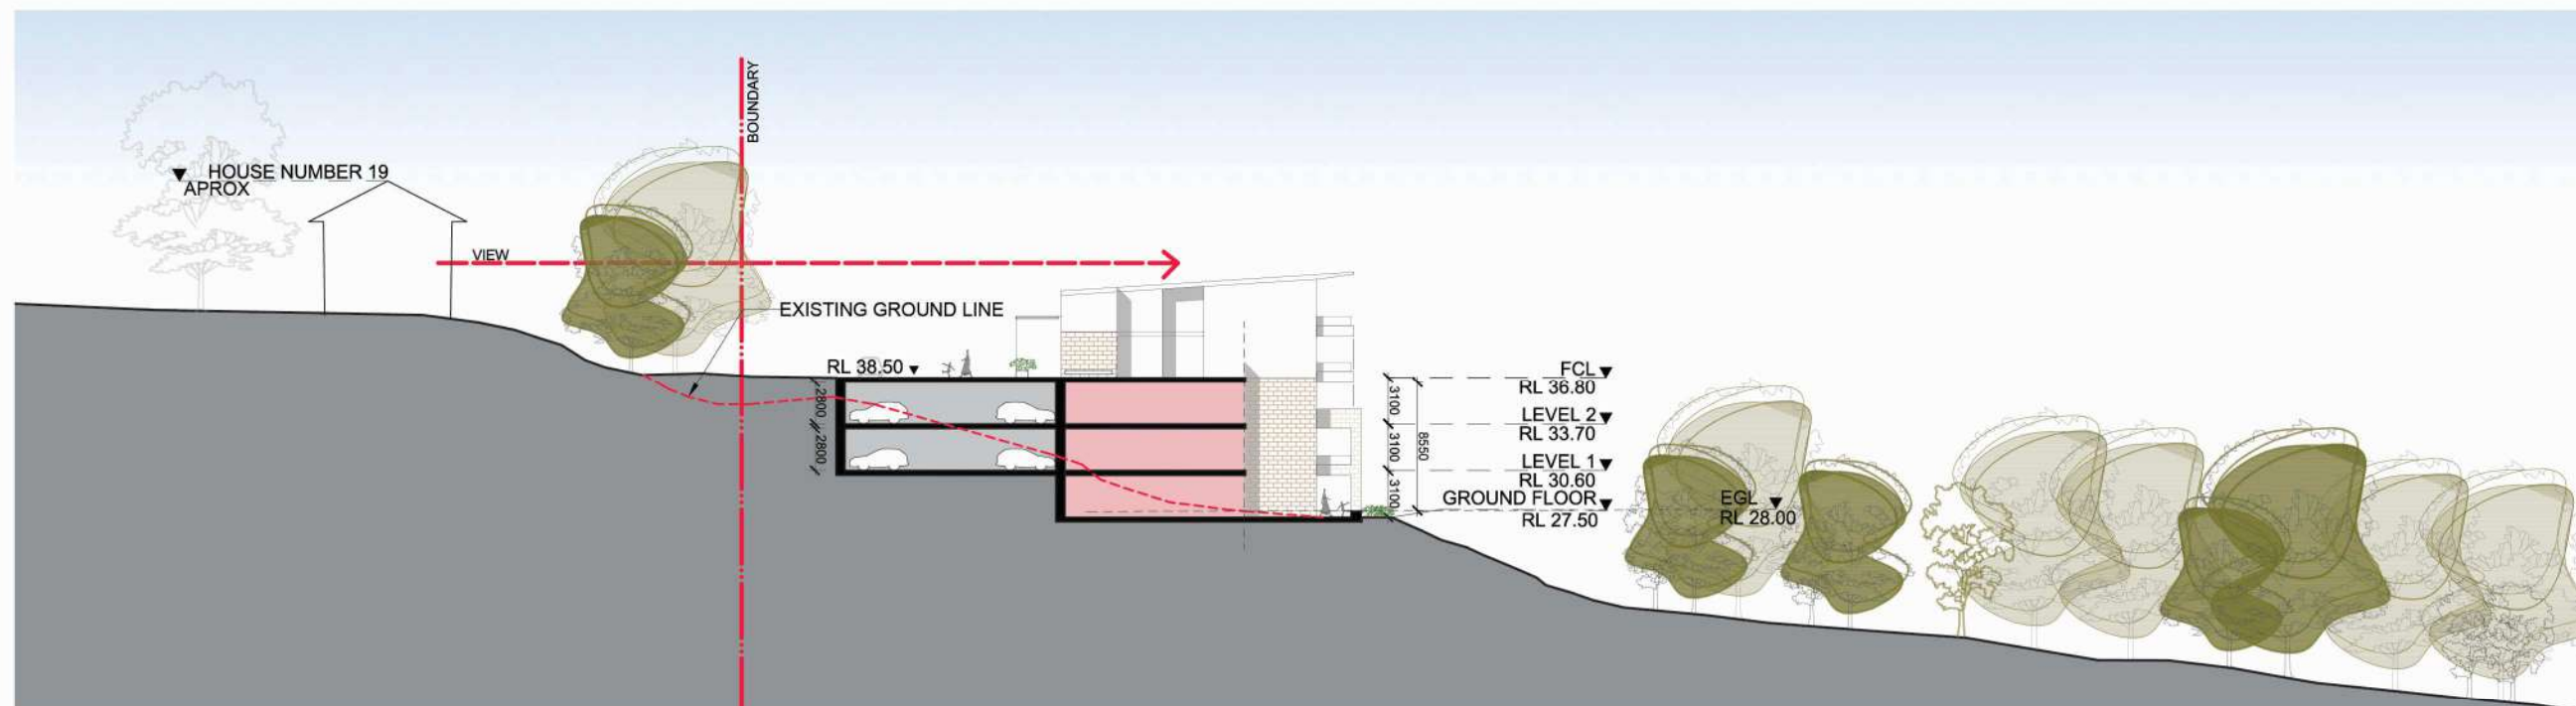 BOUNDARY
HOUSE NUMBER 19
APROX
VIEW
EXISTING GROUND LINE
RL 38.50
2800
2800
3100
3100
3100
8550
FCL
RL 36.80
LEVEL 2
RL 33.70
LEVEL 1
RL 30.60
GROUND FLOOR
RL 27.50
EGL
RL 28.00